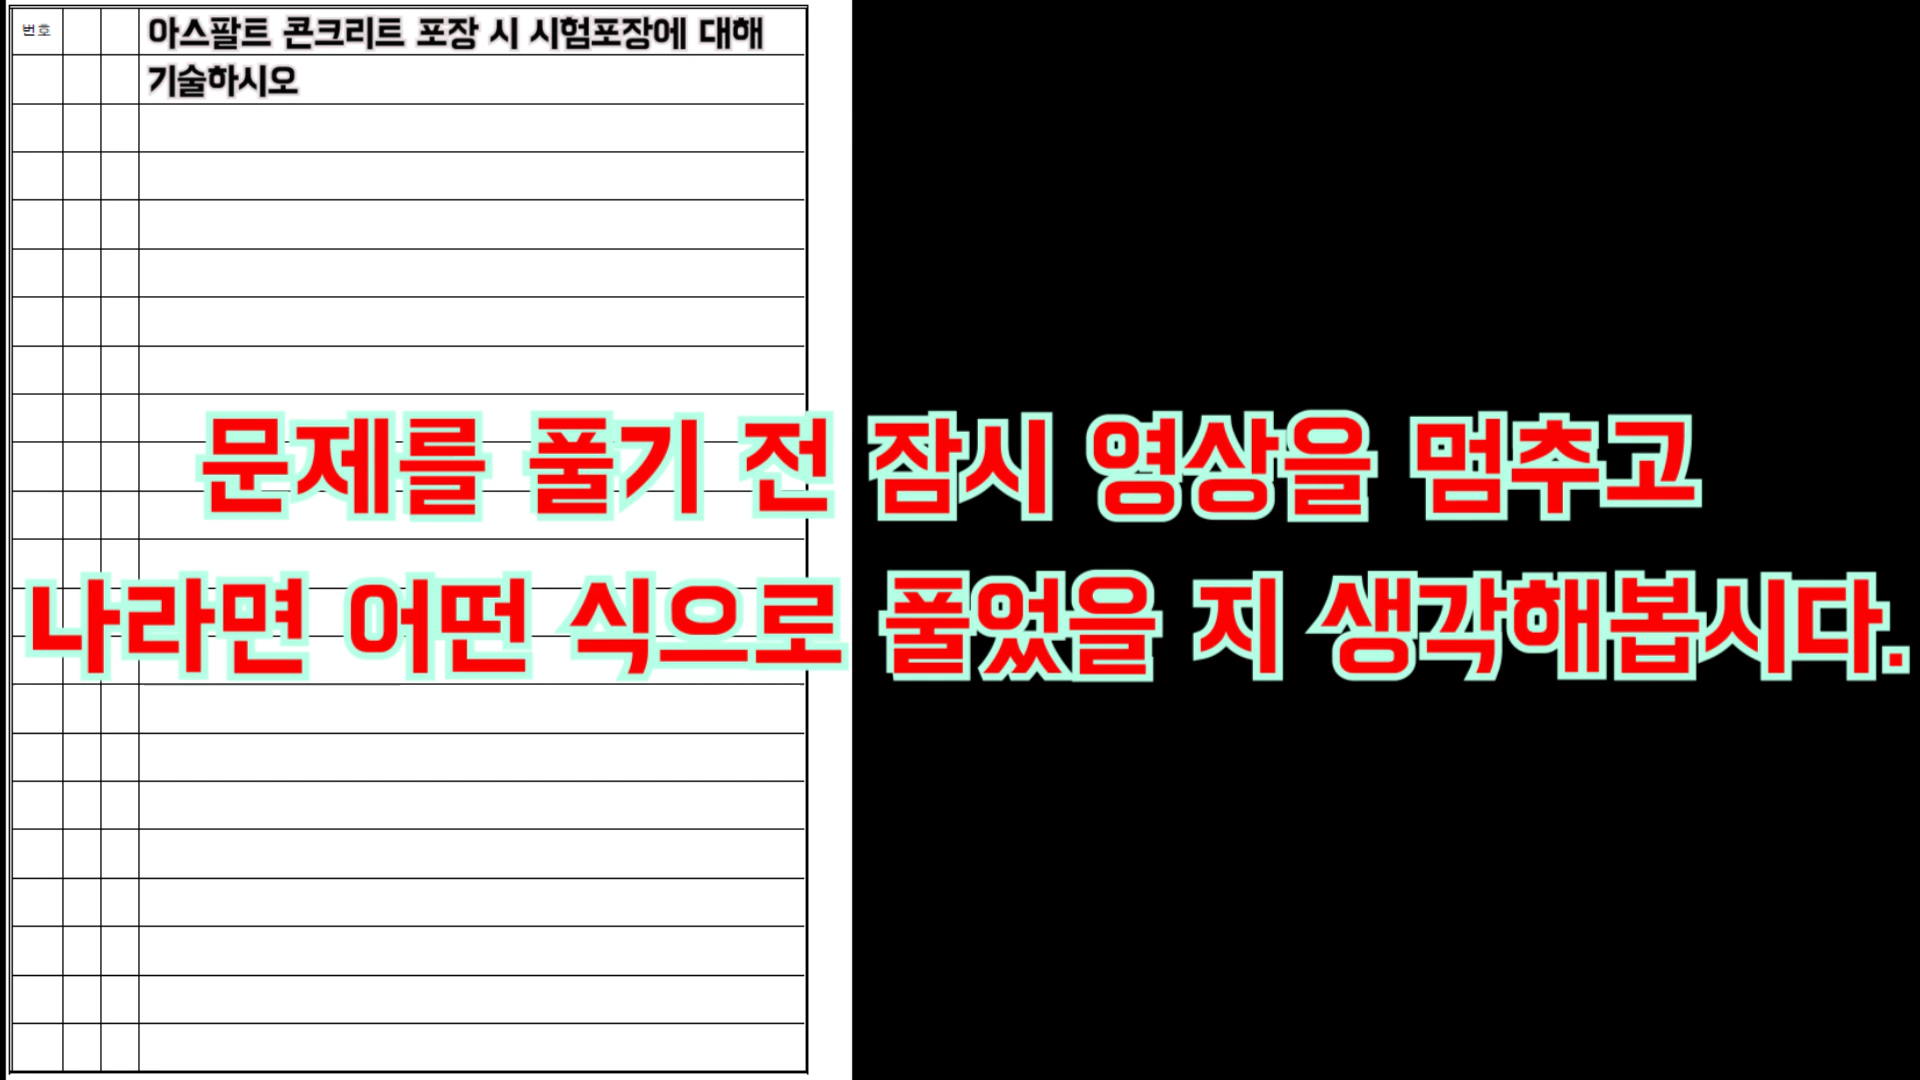 번호
아스팔트 콘크리트 포장 시 시험포장에 대해
기술하시오
문제를 풀기 전 잠시 영상을 멈추고
나라면 어떤 식으로 풀었을 지 생각해봅시다.